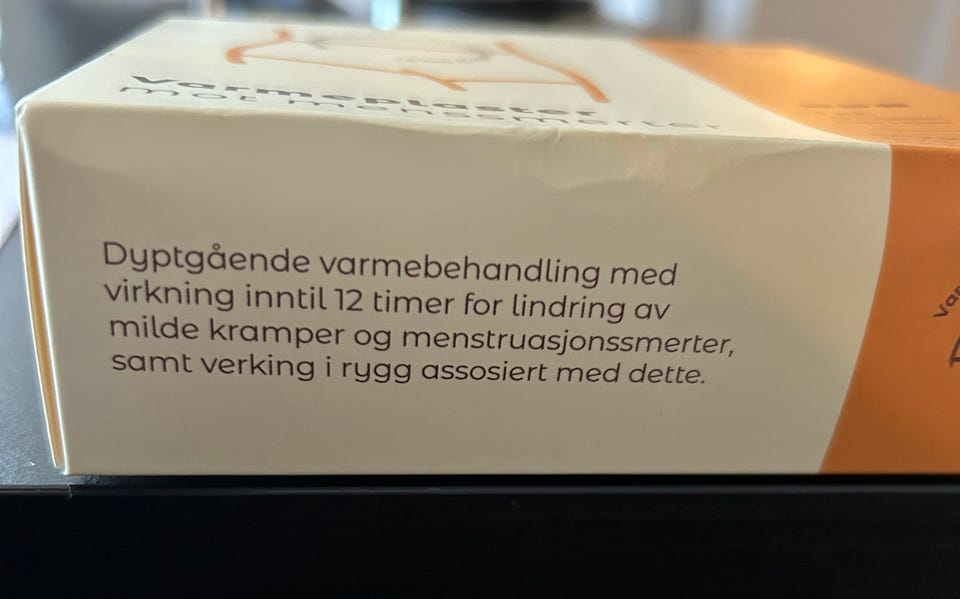 Varmeplaster
mot menssmerter
Dyptgående varmebehandling med
virkning inntil 12 timer for lindring av
milde kramper og menstruasjonssmerter,
samt verking i rygg assosiert med dette.